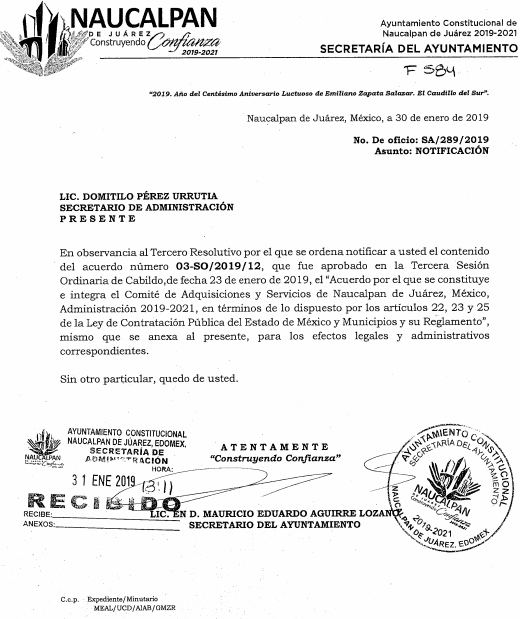 NAUCALPAN
DE JUÁREZ
Construyendo Confianza
2019-2021
Ayuntamiento Constitucional de
Naucalpan de Juárez 2019-2021
SECRETARÍA DEL AYUNTAMIENTO
F 584
"2019. Año del Centésimo Aniversario Luctuoso de Emiliano Zapata Salazar. El Caudillo del Sur".
Naucalpan de Juárez, México, a 30 de enero de 2019
No. De oficio: SA/289/2019
Asunto: NOTIFICACIÓN
LIC. DOMITILO PÉREZ URRUTIA
SECRETARIO DE ADMINISTRACIÓN
P R E S E N T E
En observancia al Tercero Resolutivo por el que se ordena notificar a usted el contenido
del acuerdo número 03-SO/2019/12, que fue aprobado en la Tercera Sesión
Ordinaria de Cabildo,de fecha 23 de enero de 2019, el "Acuerdo por el que se constituye
e integra el Comité de Adquisiciones y Servicios de Naucalpan de Juárez, México,
Administración 2019-2021, en términos de lo dispuesto por los artículos 22, 23 y 25
de la Ley de Contratación Pública del Estado de México y Municipios y su Reglamento",
mismo que se anexa al presente, para los efectos legales y administrativos
correspondientes.
Sin otro particular, quedo de usted.
AYUNTAMIENTO CONSTITUCIONAL
NAUCALPAN DE JÚAREZ, EDOMEX.
SECRETARÍA DE
ADMINISTRACIÓN
HORA:
NAUCALPAN
31 ENE 2019 13:11
RECIBIDO
RECIBE:
ANEXOS:
A T E N T A M E N T E
"Construyendo Confianza"
LIC. EN D. MAURICIO EDUARDO AGUIRRE LOZANO
SECRETARIO DEL AYUNTAMIENTO
AYUNTAMIENTO CONSTITUCIONAL
SECRETARÍA DEL AYUNTAMIENTO
NAUCALPAN
Construyendo Confianza
2019-2021
NAUCALPAN DE JUÁREZ, EDOMEX
C.c.p. Expediente/Minutario
MEAL/UCD/AIAB/GMZR